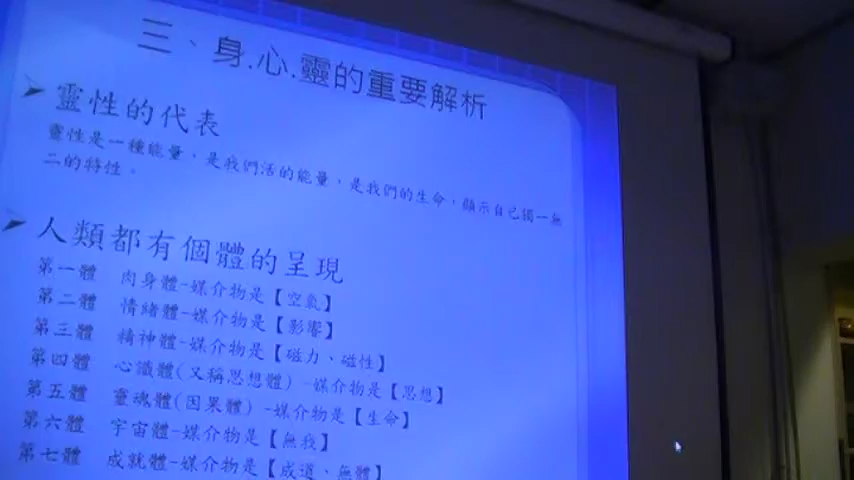 三、身.心.靈的重要解析
靈性的代表
靈性是一種能量，是我們活的能量，是我們的生命，顯示自己獨一無
二的特性。
人類都有個體的呈現
第一體 肉身體-媒介物是【空氣】
第二體 情緒體-媒介物是【影響】
第三體 精神體-媒介物是【磁力、磁性】
第四體 心識體(又稱思想體) -媒介物是【思想】
第五體 靈魂體(因果體) -媒介物是【生命】
第六體 宇宙體-媒介物是【無我】
第七體 成就體-媒介物是【成道、無體】